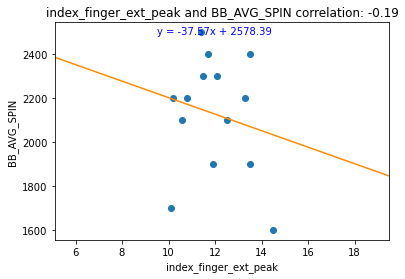 index_finger_ext_peak and BB_AVG_SPIN correlation: -0.19
y = -37.57x + 2578.39
2400
2200
2000
1800
1600
BB_AVG_SPIN
6 8 10 12 14 16 18
index_finger_ext_peak